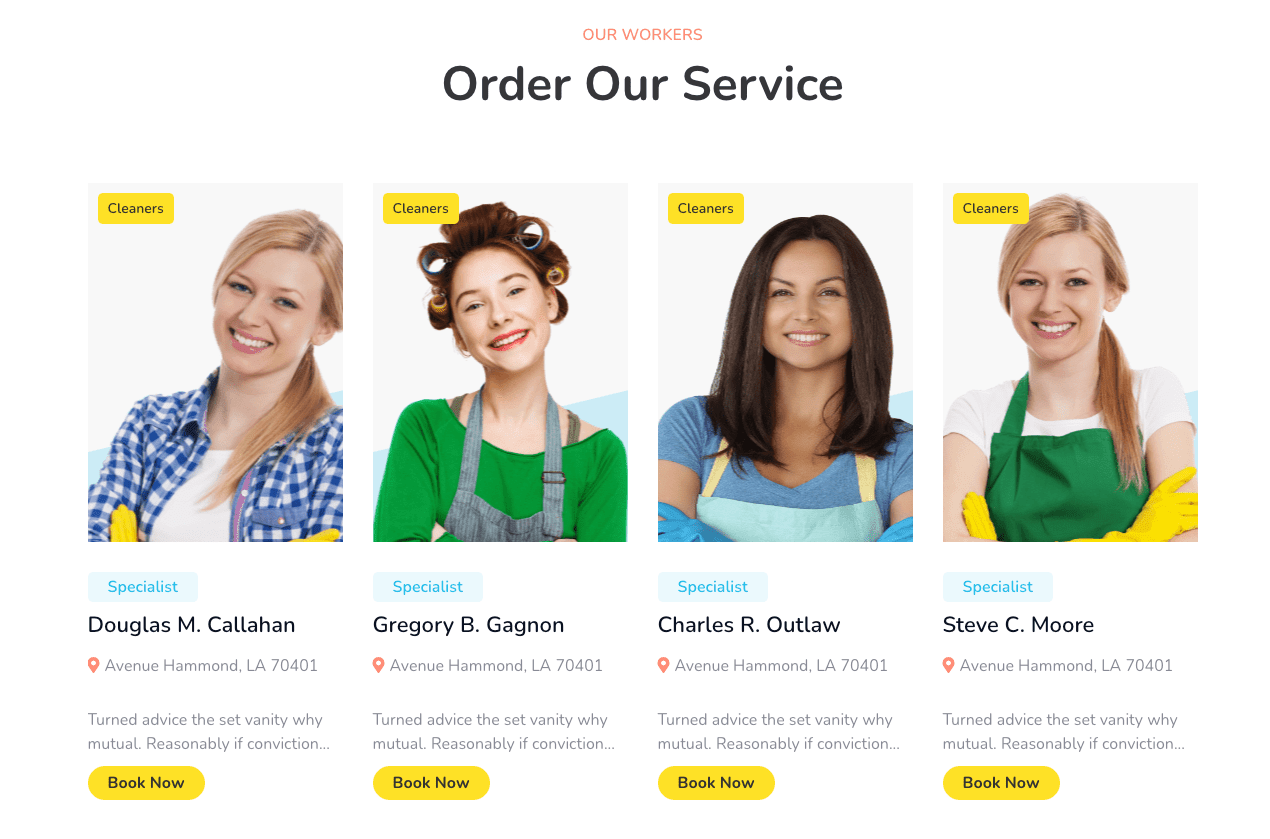 OUR WORKERS
Order Our Service
Cleaners
Cleaners
Cleaners
Cleaners
Specialist
Specialist
Specialist
Specialist
Douglas M. Callahan
Gregory B. Gagnon
Charles R. Outlaw
Steve C. Moore
Avenue Hammond, LA 70401
Avenue Hammond, LA 70401
Avenue Hammond, LA 70401
Avenue Hammond, LA 70401
Turned advice the set vanity why
mutual. Reasonably if conviction...
Turned advice the set vanity why
mutual. Reasonably if conviction...
Turned advice the set vanity why
mutual. Reasonably if conviction...
Turned advice the set vanity why
mutual. Reasonably if conviction...
Book Now
Book Now
Book Now
Book Now